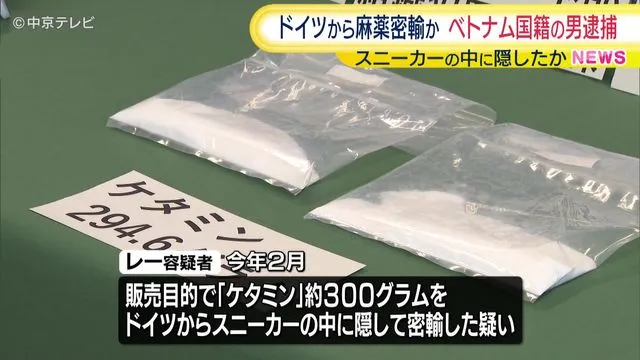 ©中京テレビ
ドイツから麻薬密輸か ベトナム国籍の男逮捕
スニーカーの中に隠したか NEWS
ケタミン
294.6
レー容疑者 今年2月
販売目的で「ケタミン」約300グラムを
ドイツからスニーカーの中に隠して密輸した疑い